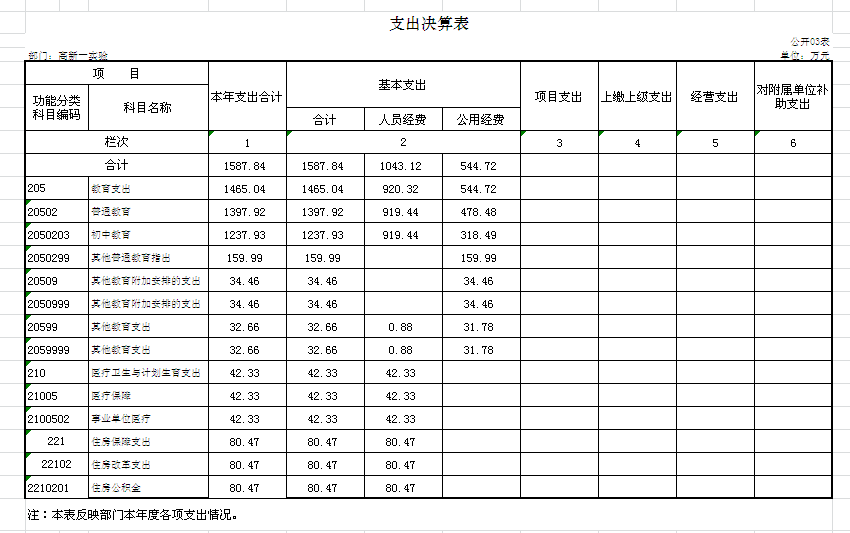 支出决算表
公开03表
部门：高新一实验 单位：万元
项 目 本年支出合计 基本支出 项目支出 上缴上级支出 经营支出 对附属单位补助支出
功能分类科目编码 科目名称 合计 人员经费 公用经费
栏次 1 2 3 4 5 6
合计 1587.84 1587.84 1043.12 544.72
205 教育支出 1465.04 1465.04 920.32 544.72
20502 普通教育 1397.92 1397.92 919.44 478.48
2050203 初中教育 1237.93 1237.93 919.44 318.49
2050299 其他普通教育指出 159.99 159.99 159.99
20509 其他教育附加安排的支出 34.46 34.46 34.46
2050999 其他教育附加安排的支出 34.46 34.46 34.46
20599 其他教育支出 32.66 32.66 0.88 31.78
2059999 其他教育支出 32.66 32.66 0.88 31.78
210 医疗卫生与计划生育支出 42.33 42.33 42.33
21005 医疗保障 42.33 42.33 42.33
2100502 事业单位医疗 42.33 42.33 42.33
221 住房保障支出 80.47 80.47 80.47
22102 住房改革支出 80.47 80.47 80.47
2210201 住房公积金 80.47 80.47 80.47
注：本表反映部门本年度各项支出情况。